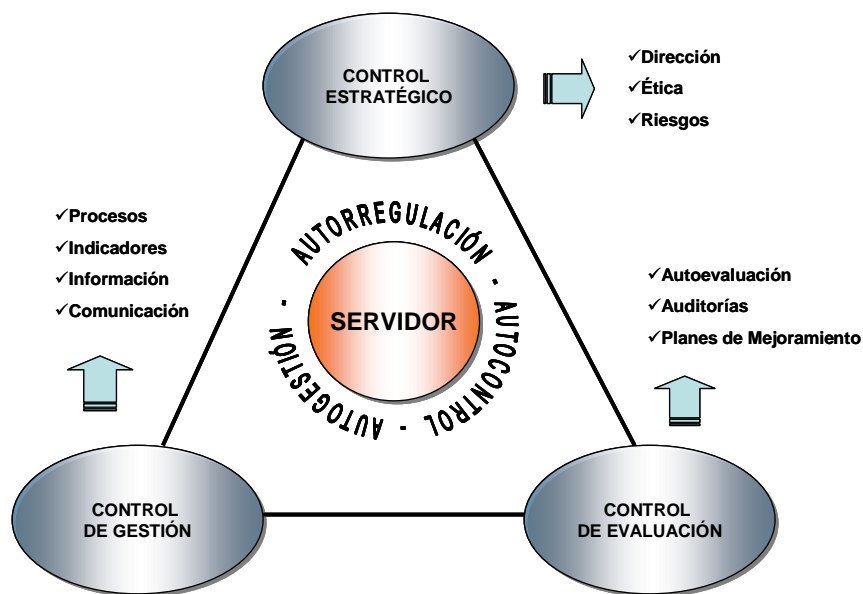 CONTROL
ESTRATÉGICO
✓Dirección
✓Ética
✓Riesgos
✓Procesos
✓Indicadores
✓Información
✓Comunicación
AUTORREGULACIÓN - AUTOCONTROL - AUTOGESTIÓN -
SERVIDOR
✓Autoevaluación
✓Auditorías
✓Planes de Mejoramiento
CONTROL
DE GESTIÓN
CONTROL
DE EVALUACIÓN